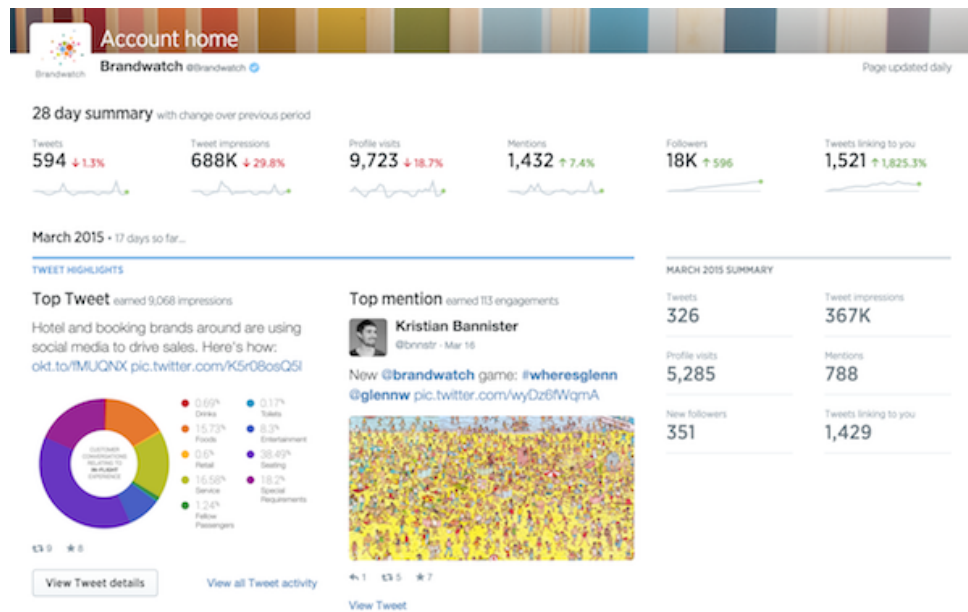 Account home
Brandwatch
Brandwatch @Brandwatch
Page updated daily
28 day summary with change over previous period
Tweets
594 ↓ 1.3%
Tweet impressions
688K ↓ 29.8%
Profile visits
9,723 ↓ 18.7%
Mentions
1,432 ↑ 7.4%
Followers
18K ↑ 596
Tweets linking to you
1,521 ↑ 1,825.3%
March 2015 • 17 days so far...
TWEET HIGHLIGHTS
Top Tweet earned 9,068 impressions
Hotel and booking brands around are using
social media to drive sales. Here's how:
okt.to/fMUQNX pic.twitter.com/K5r08osQ5l
CUSTOMER
CONVERSATIONS
RELATING TO
IN-FLIGHT
EXPERIENCE
0.69%
Drinks
15.73%
Foods
0.6%
Retail
16.58%
Service
1.24%
Fellow
Passengers
0.17%
Toilets
8.3%
Entertainment
38.49%
Seating
18.2%
Special
Requirements
9 8
View Tweet details
View all Tweet activity
Top mention earned 113 engagements
Kristian Bannister
@bnnstr · Mar 16
New @brandwatch game: #wheresglenn
@glennw pic.twitter.com/wyDz6fWqmA
1 5 7
View Tweet
MARCH 2015 SUMMARY
Tweets
326
Tweet impressions
367K
Profile visits
5,285
Mentions
788
New followers
351
Tweets linking to you
1,429